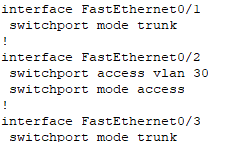 interface FastEthernet0/1
 switchport mode trunk
!
interface FastEthernet0/2
 switchport access vlan 30
 switchport mode access
!
interface FastEthernet0/3
 switchport mode trunk